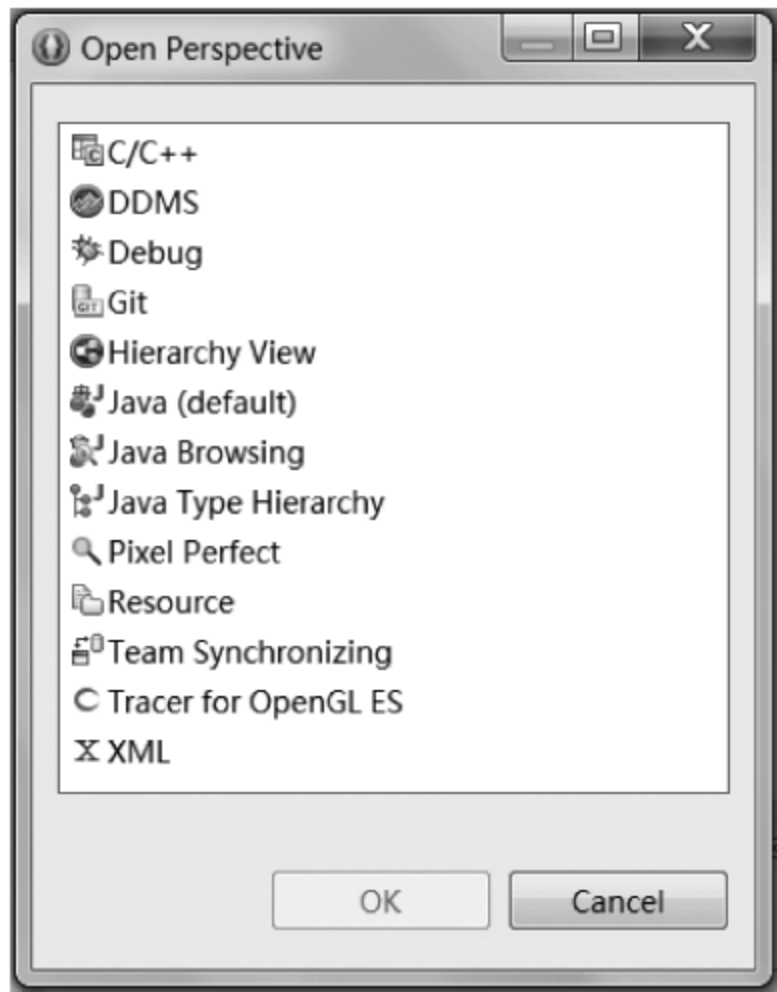 Open Perspective
C/C++
DDMS
Debug
Git
Hierarchy View
Java (default)
Java Browsing
Java Type Hierarchy
Pixel Perfect
Resource
Team Synchronizing
Tracer for OpenGL ES
XML
OK
Cancel